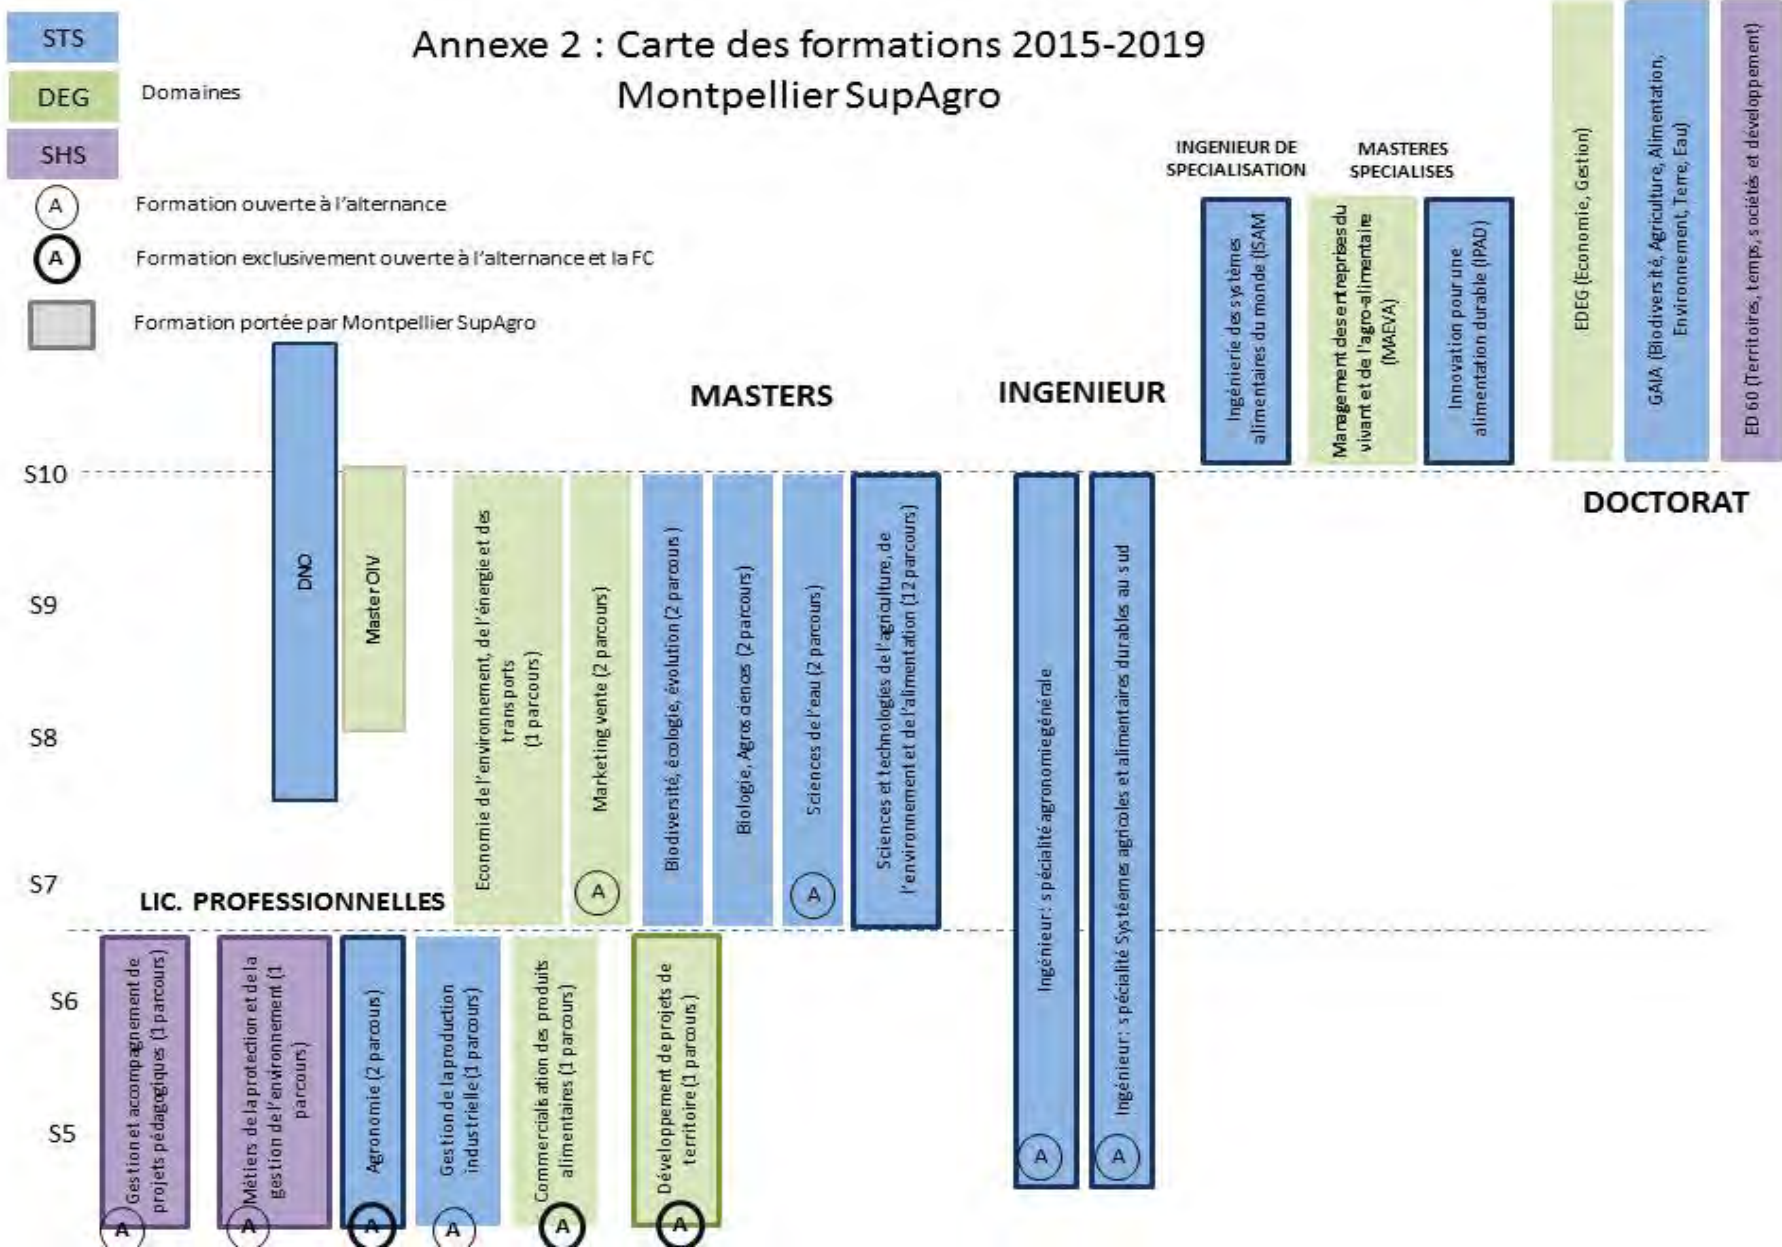 STS
DEG
SHS
Domaines
A
Formation ouverte à l'alternance
A
Formation exclusivement ouverte à l'alternance et la FC
Formation portée par Montpellier SupAgro
Annexe 2 : Carte des formations 2015-2019
Montpellier SupAgro
INGENIEUR DE
SPECIALISATION
MASTERES
SPECIALISES
Ingénierie des systèmes
alimentaires du monde (ISAM
Management des entreprises du
vivant et de l'agro-alimentaire
(MAEVA)
Inovation pour une
alimentation durable (IPAD)
EDEG (Economie, Gestion)
GAIA (Biodiversité, Agriculture, Alimentation,
Environnement, Terre, Eau)
ED 60 (Territoires, temps, sociétés et développement)
DOCTORAT
MASTERS
INGENIEUR
S10
S9
S8
S7
S6
S5
DNO
Master OIV
Economie de l'environnement, de l'énergie et des
transports
(1 parcours)
Marketing vente (2 parcours)
A
Biodiversité, écologie, évolution (2 parcours)
Biologie, Agrosciences (2 parcours)
Sciences de l'eau (2 parcours)
A
Sciences et technologies de l'agriculture, de
l'environnement et de l'alimentation (12 parcours)
Ingénieur: spécialité agronomie générale
A
Ingénieur: spécialité Systéemes agricoles et alimentaires durables au sud
A
LIC. PROFESSIONNELLES
Gestion et accompagnement de
projets pédagogiques (1 parcours)
A
Métiers de la protection et de la
gestion de l'environnement (1
parcours)
A
Agronomie (2 parcours)
A
Gestion de la production
industrielle (1 parcours)
A
Commercialisation des produits
alimentaires (1 parcours)
A
Développement de projets de
territoire (1 parcours)
A